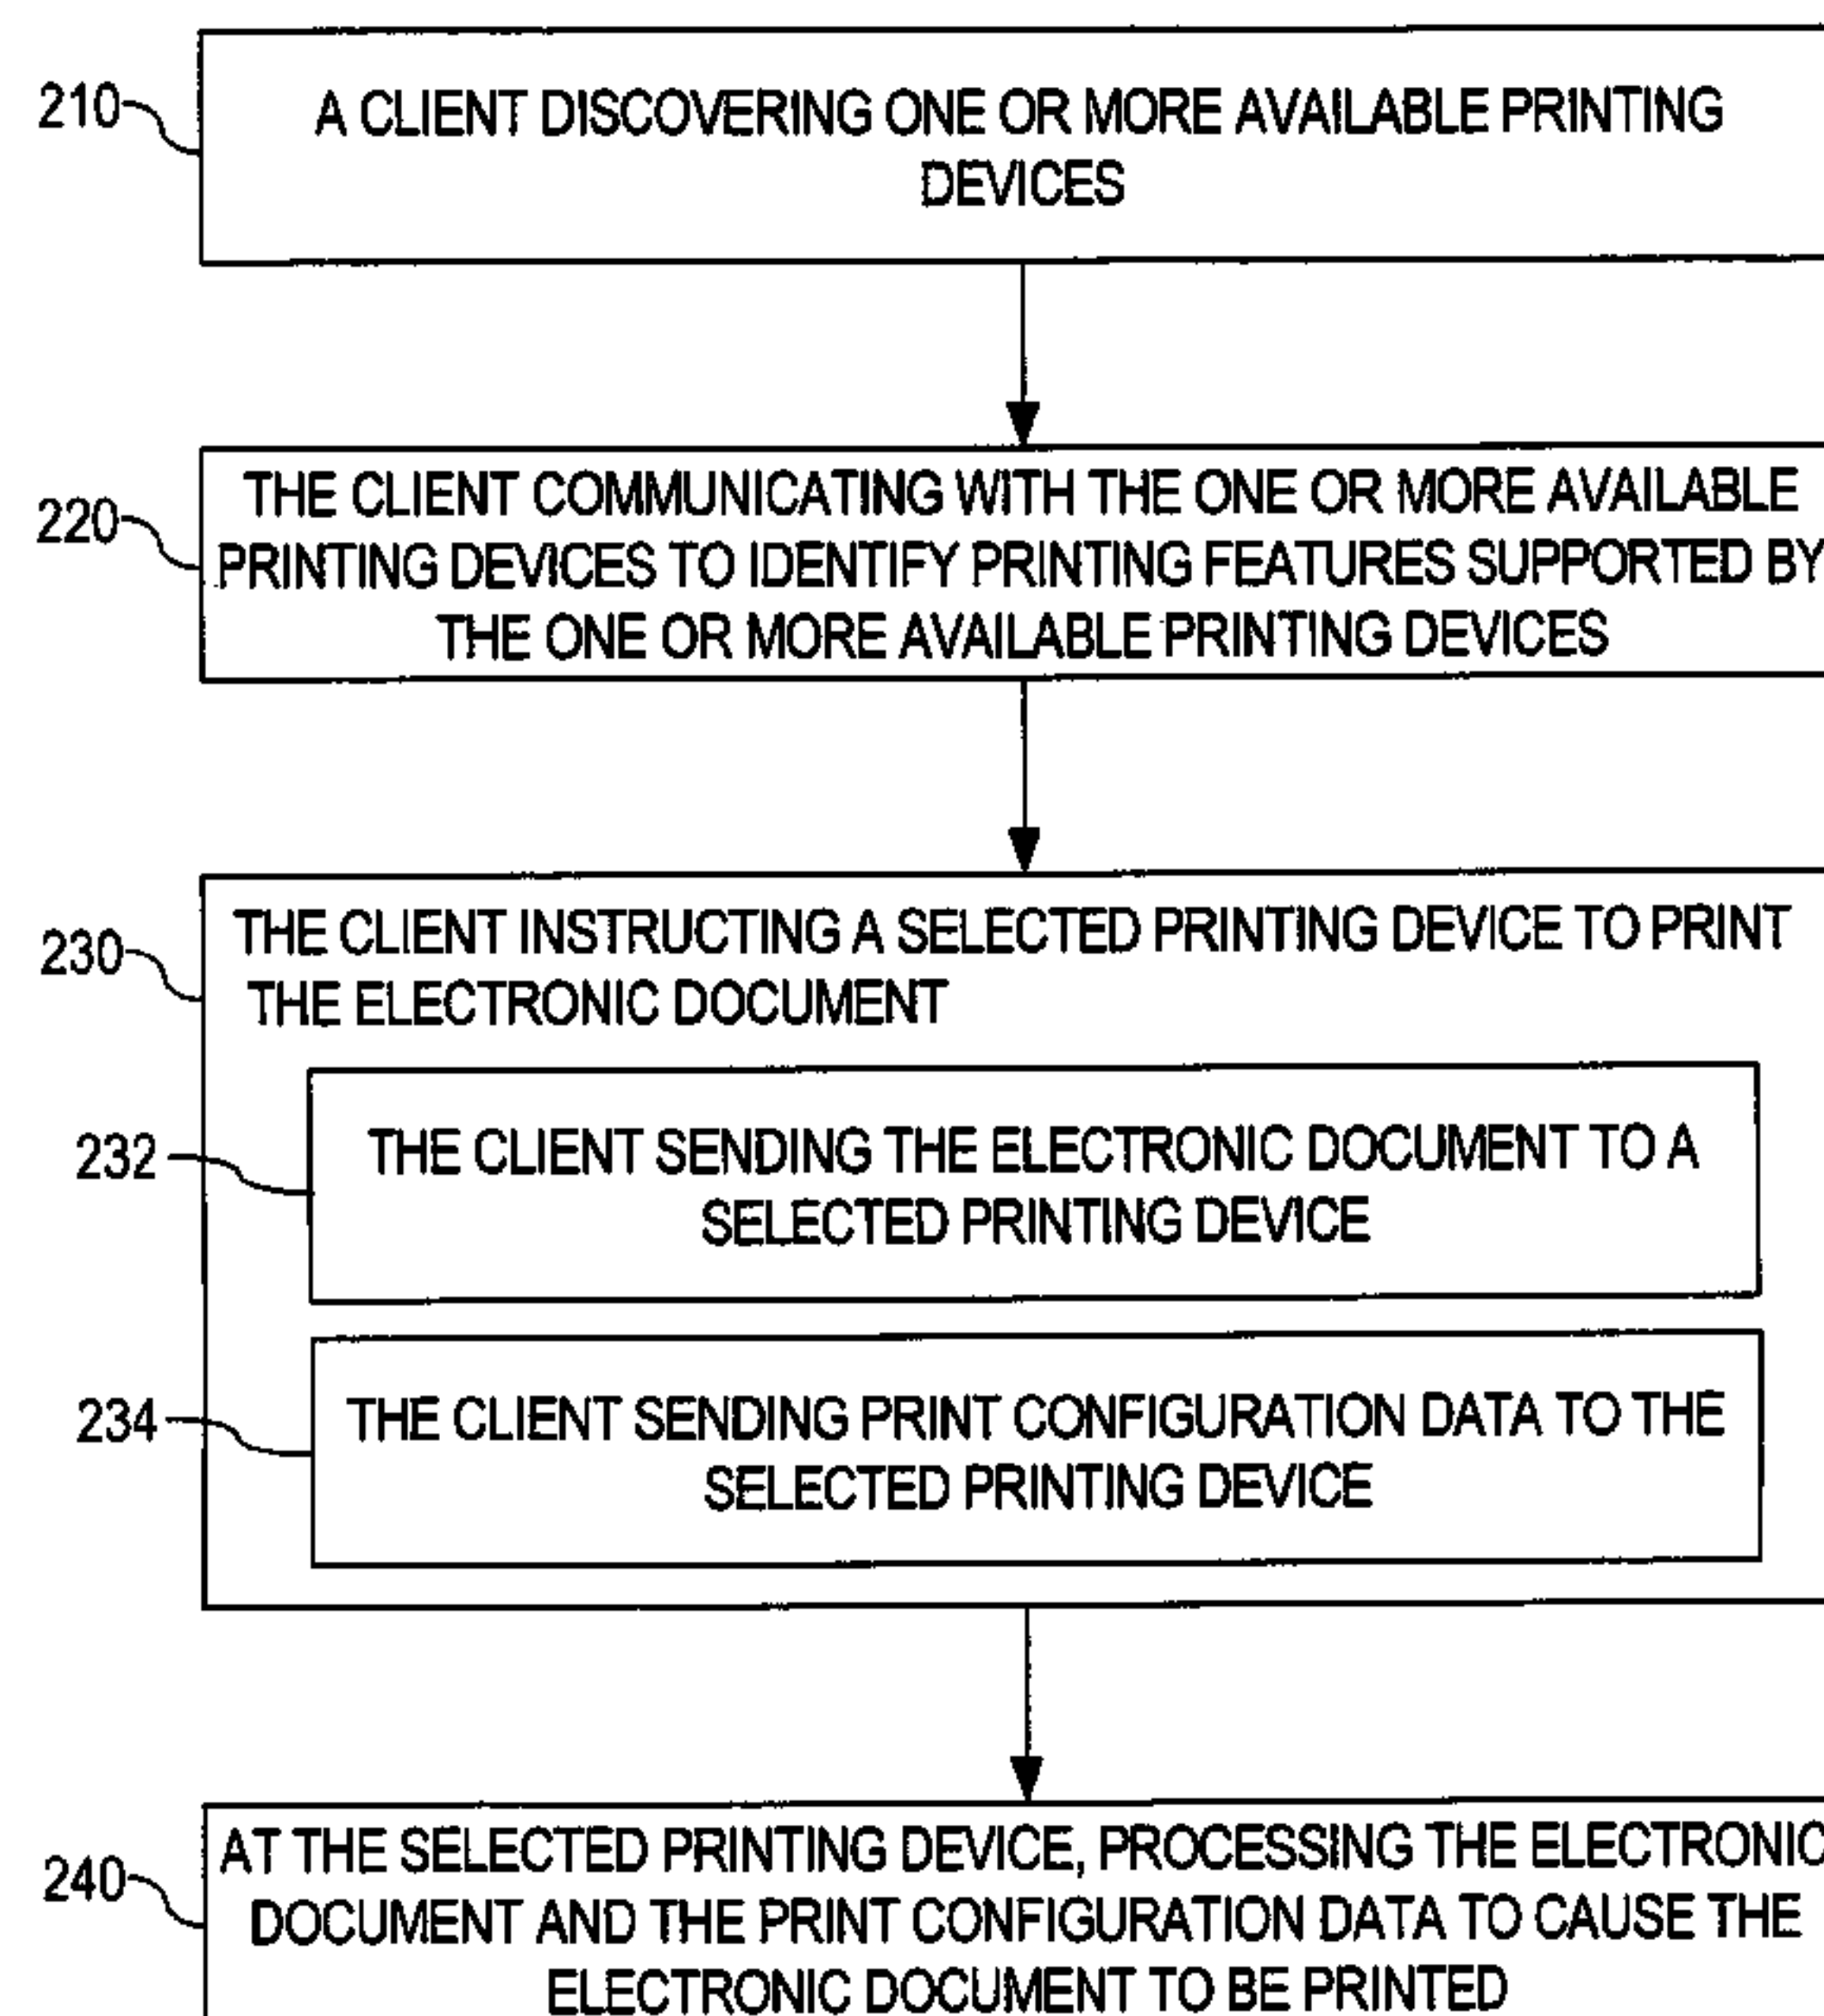 210
A CLIENT DISCOVERING ONE OR MORE AVAILABLE PRINTING
DEVICES
220
THE CLIENT COMMUNICATING WITH THE ONE OR MORE AVAILABLE
PRINTING DEVICES TO IDENTIFY PRINTING FEATURES SUPPORTED BY
THE ONE OR MORE AVAILABLE PRINTING DEVICES
230
THE CLIENT INSTRUCTING A SELECTED PRINTING DEVICE TO PRINT
THE ELECTRONIC DOCUMENT
232
THE CLIENT SENDING THE ELECTRONIC DOCUMENT TO A
SELECTED PRINTING DEVICE
234
THE CLIENT SENDING PRINT CONFIGURATION DATA TO THE
SELECTED PRINTING DEVICE
240
AT THE SELECTED PRINTING DEVICE, PROCESSING THE ELECTRONIC
DOCUMENT AND THE PRINT CONFIGURATION DATA TO CAUSE THE
ELECTRONIC DOCUMENT TO BE PRINTED